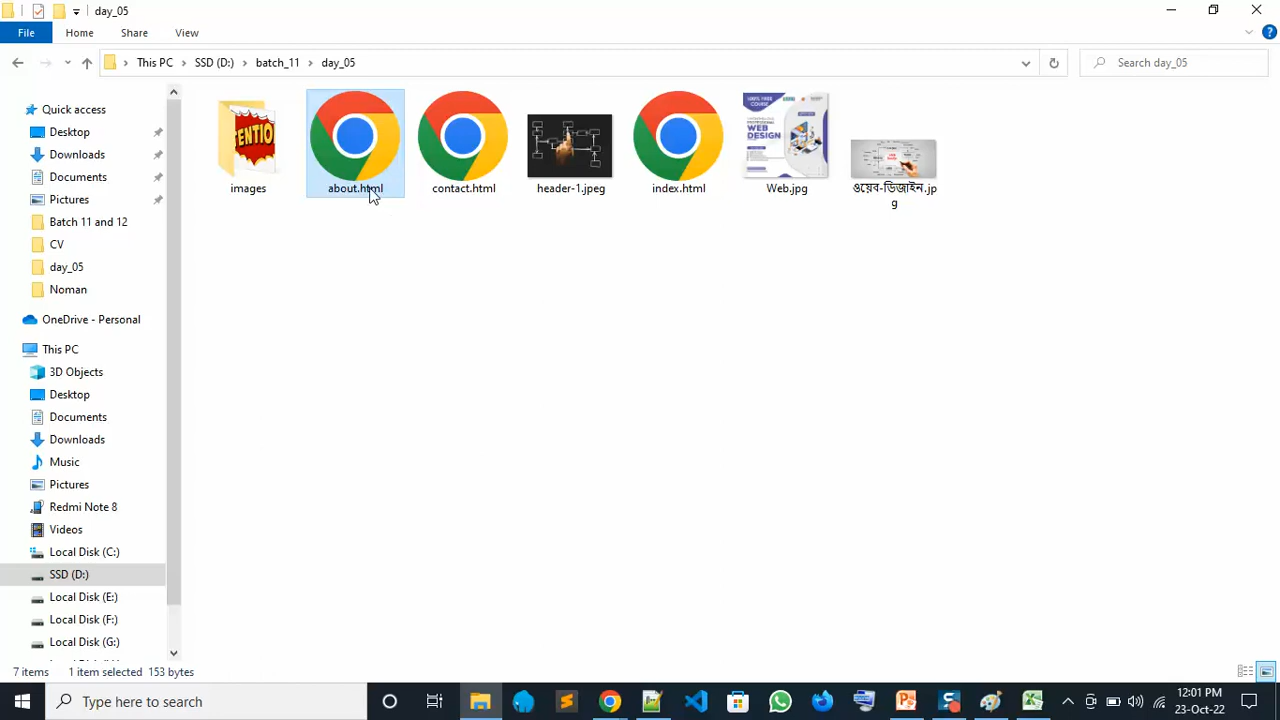 day_05
File
Home
Share
View
This PC
SSD (D:)
batch_11
day_05
Search day_05
Quick access
Desktop
Downloads
Documents
Pictures
Batch 11 and 12
CV
day_05
Noman
OneDrive - Personal
This PC
3D Objects
Desktop
Documents
Downloads
Music
Pictures
Redmi Note 8
Videos
Local Disk (C:)
SSD (D:)
Local Disk (E:)
Local Disk (F:)
Local Disk (G:)
ENTIO
images
about.html
contact.html
header-1.jpeg
index.html
100% FREE
COURSE
WEB
DESIGN
Web.jpg
ওয়েব-ডিজাইন.jp
g
7 items
1 item selected 153 bytes
Type here to search
12:01 PM
23-Oct-22